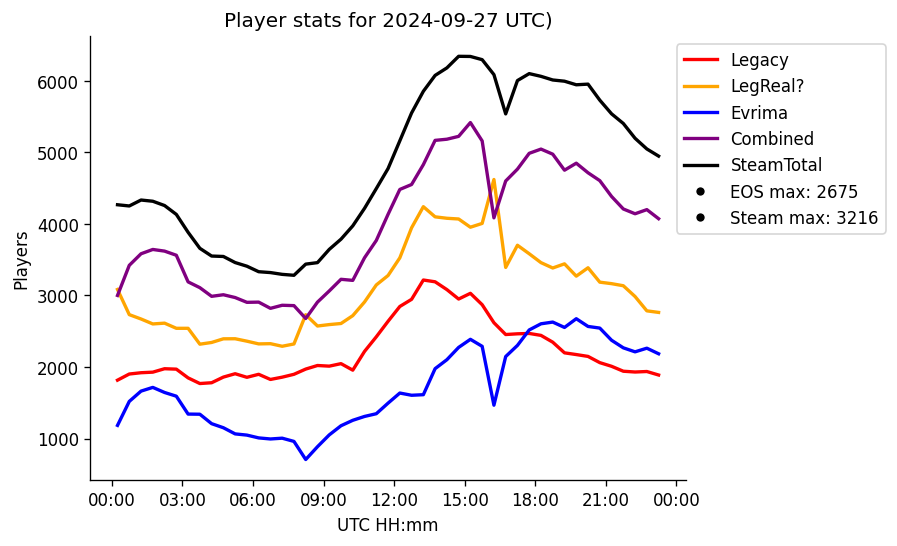 Player stats for 2024-09-27 UTC)
Legacy
LegReal?
Evrima
Combined
SteamTotal
EOS max: 2675
Steam max: 3216
Players
6000
5000
4000
3000
2000
1000
00:00 03:00 06:00 09:00 12:00 15:00 18:00 21:00 00:00
UTC HH:mm